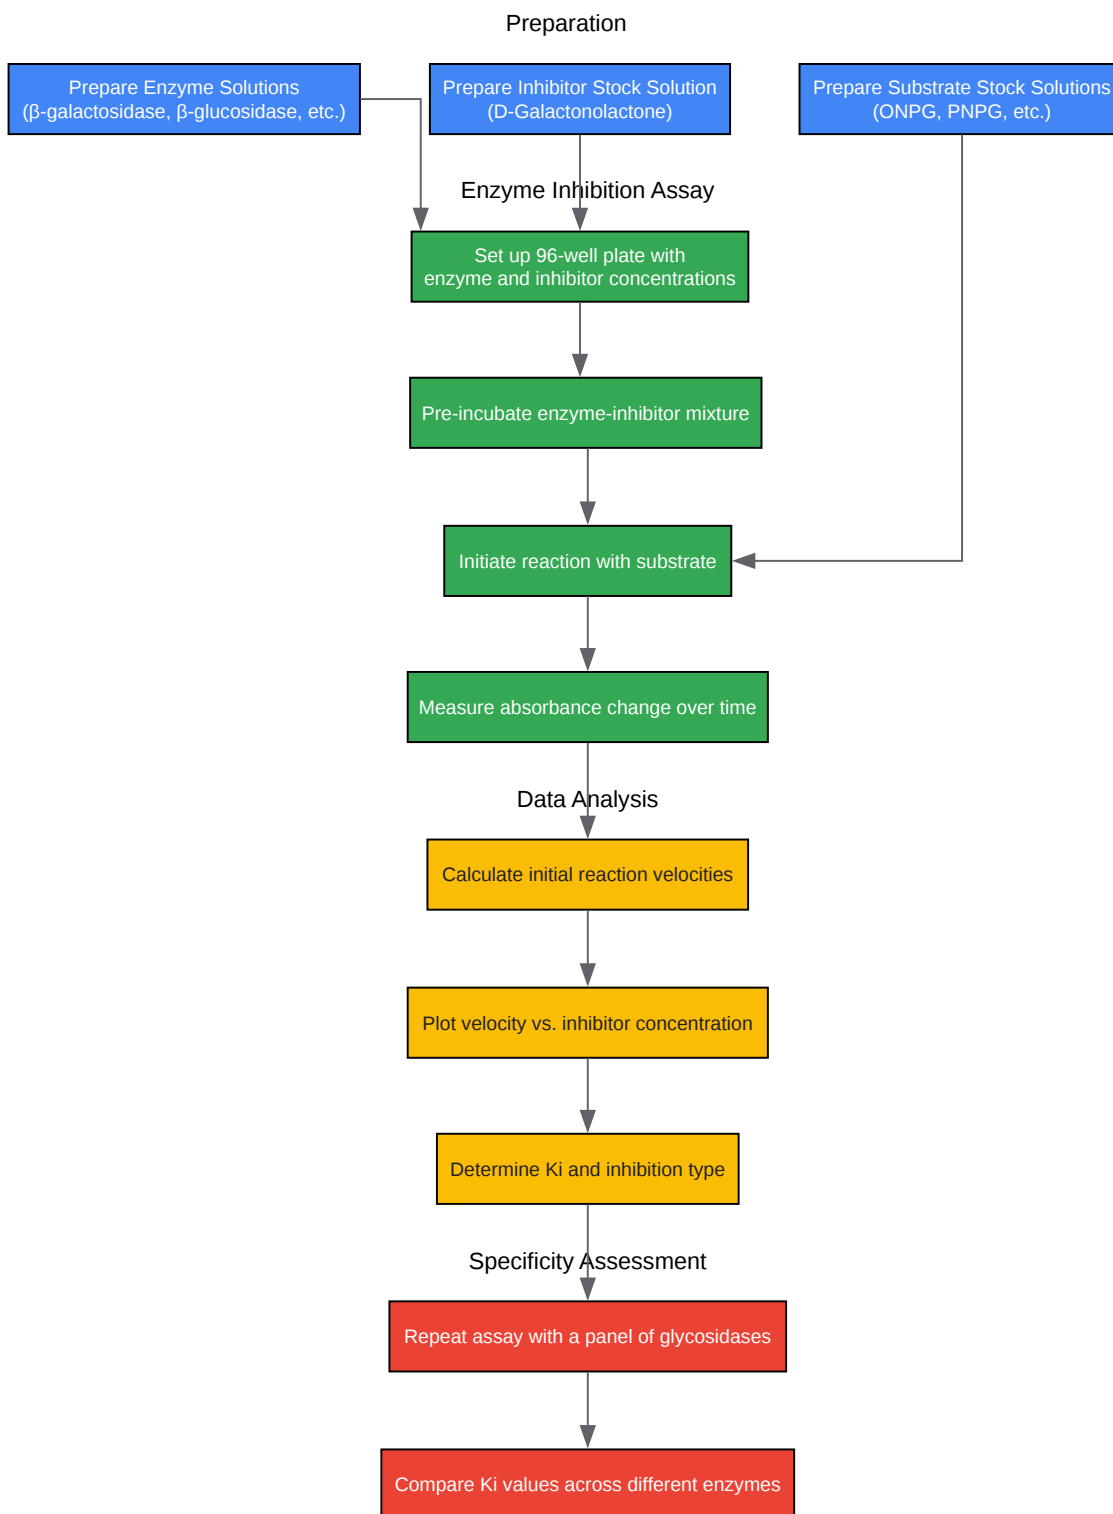 Preparation
Prepare Enzyme Solutions
(β-galactosidase, β-glucosidase, etc.)
Prepare Inhibitor Stock Solution
(D-Galactonolactone)
Prepare Substrate Stock Solutions
(ONPG, PNPG, etc.)
Enzyme Inhibition Assay
Set up 96-well plate with
enzyme and inhibitor concentrations
Pre-incubate enzyme-inhibitor mixture
Initiate reaction with substrate
Measure absorbance change over time
Data Analysis
Calculate initial reaction velocities
Plot velocity vs. inhibitor concentration
Determine Ki and inhibition type
Specificity Assessment
Repeat assay with a panel of glycosidases
Compare Ki values across different enzymes